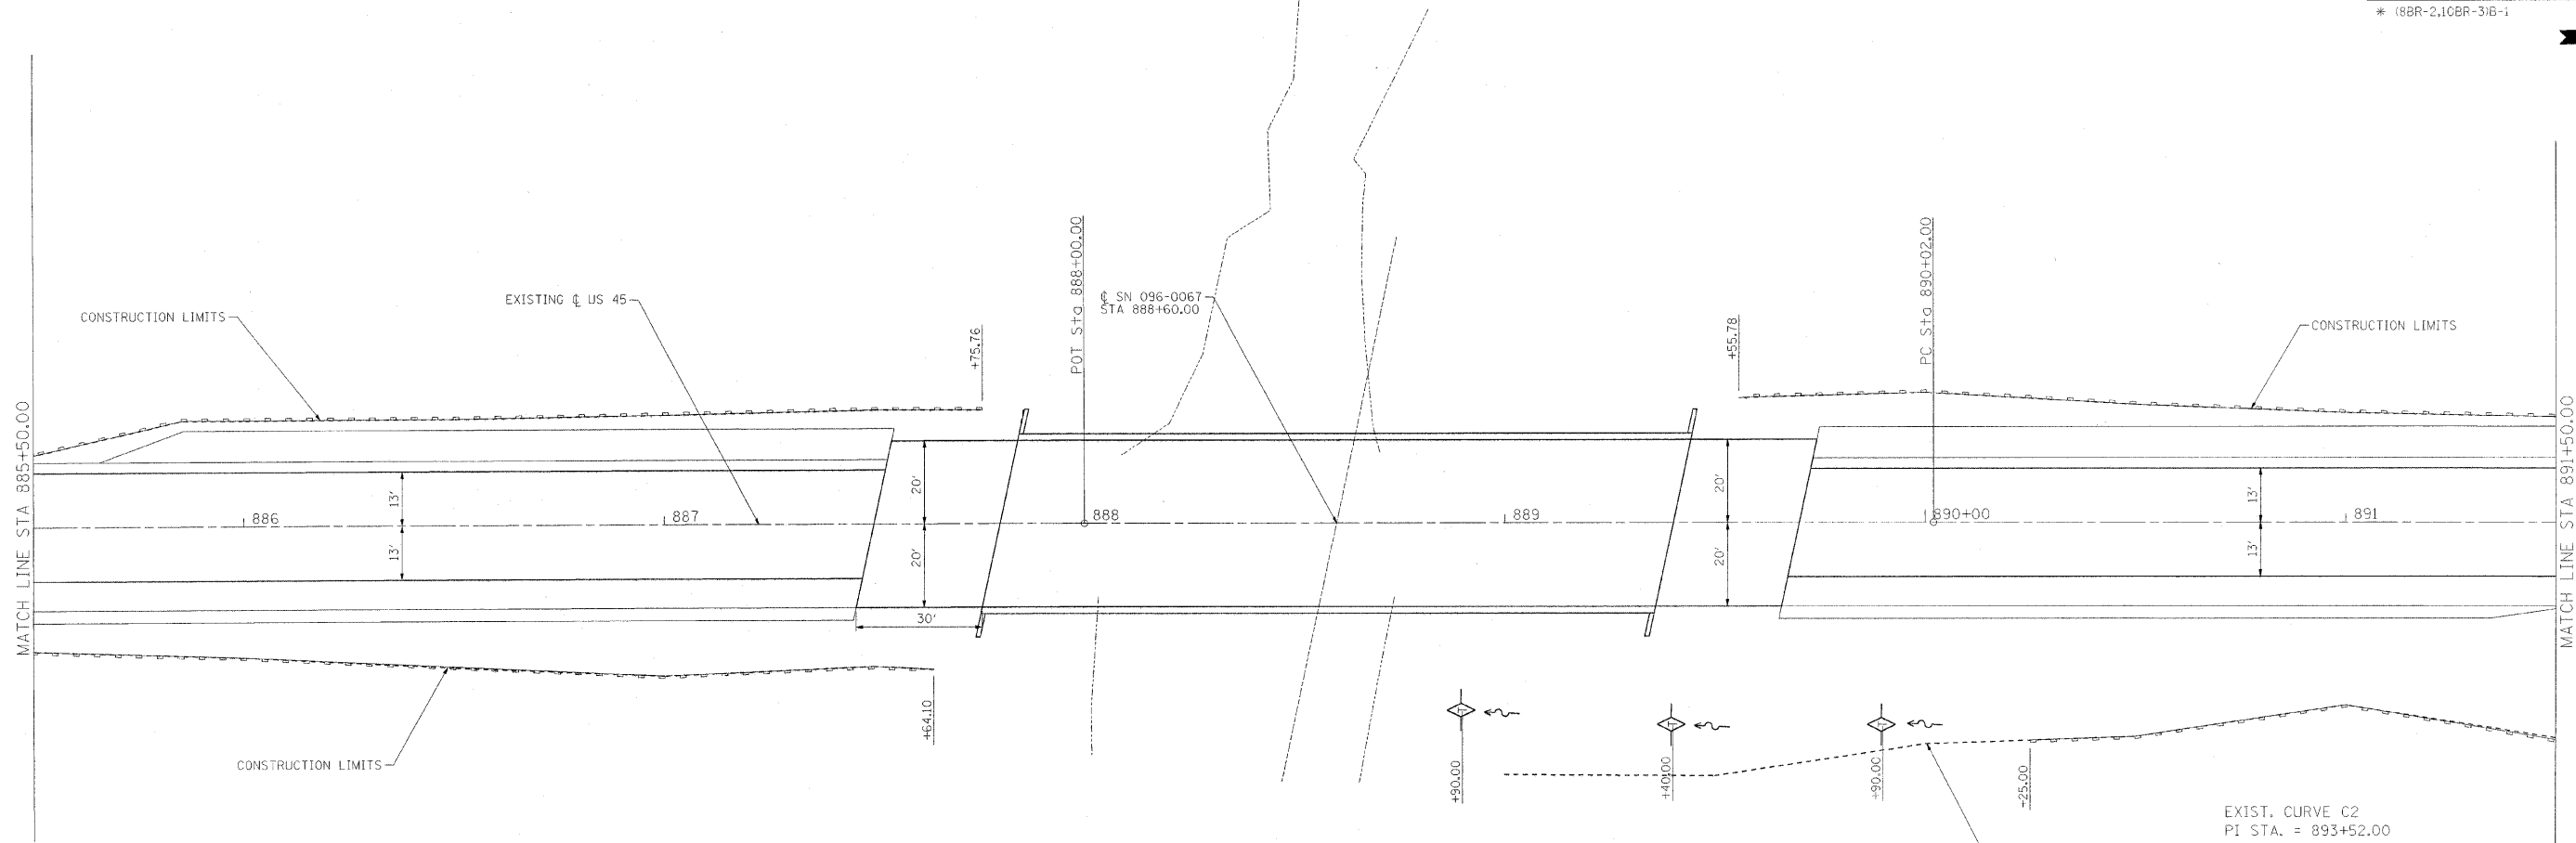 * (8BR-2,10BR-3)B-1
MATCH LINE STA 885+50.00
CONSTRUCTION LIMITS
EXISTING ℄ US 45
+75.76
POT Sta 888+00.00
℄ SN 096-0067
STA 888+60.00
+55.78
PC Sta 890+02.00
CONSTRUCTION LIMITS
MATCH LINE STA 891+50.00
13'
13'
20'
20'
20'
20'
13'
13'
886
887
888
889
890+00
891
30'
+64.10
CONSTRUCTION LIMITS
T
T
T
+90.00
+40.00
+90.00
+25.00
EXIST. CURVE C2
PI STA. = 893+52.00